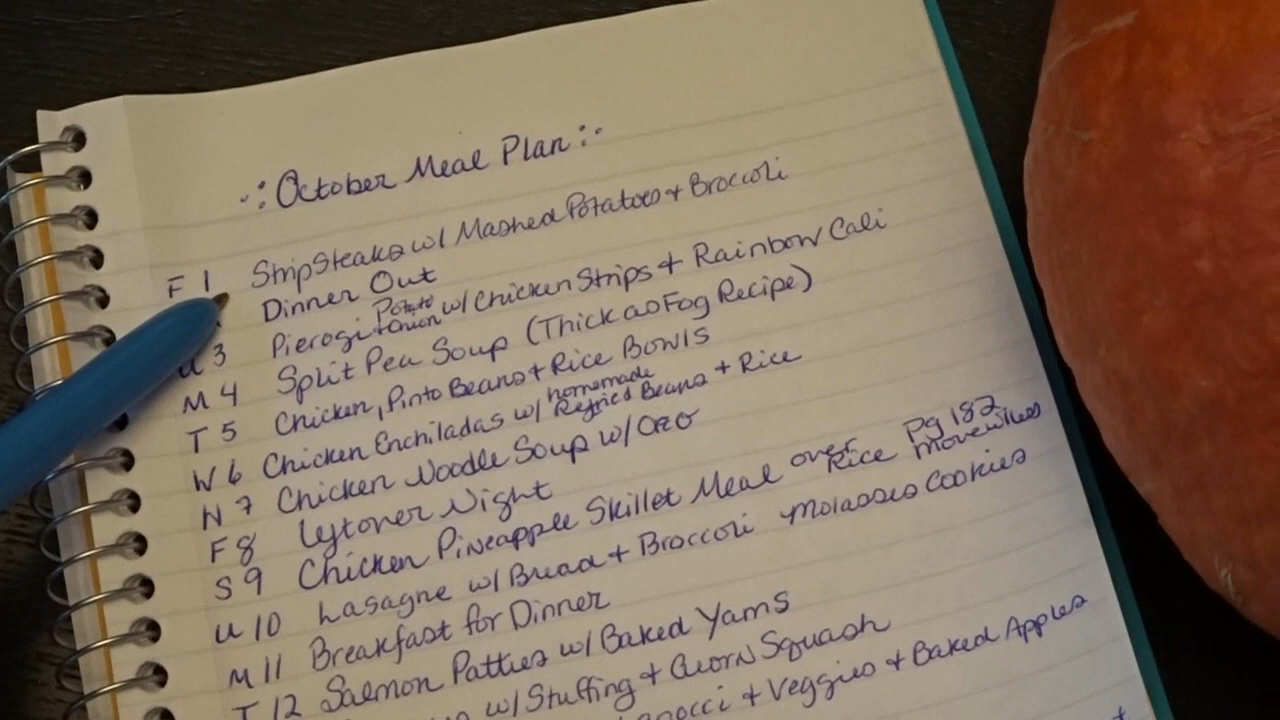 October Meal Plan
F 1 Strip Steaks w/ Mashed Potatoes + Broccoli
Dinner Out
U 3 Pierogi Potato + Onion w/ Chicken Strips + Rainbow Cali
M 4 Split Pea Soup (Thick as Fog Recipe)
T 5 Chicken, Pinto Beans + Rice Bowls
W 6 Chicken Enchiladas w/ homemade Refried Beans + Rice
N 7 Chicken Noodle Soup w/ OEO
F 8 Leftover Night
S 9 Chicken Pineapple Skillet Meal over Rice pg 182
U 10 Lasagne w/ Bread + Broccoli Molasses Cookies
M 11 Breakfast for Dinner
T 12 Salmon Patties w/ Baked Yams
w/ Stuffing + Acorn Squash
+ Veggies + Baked Apples